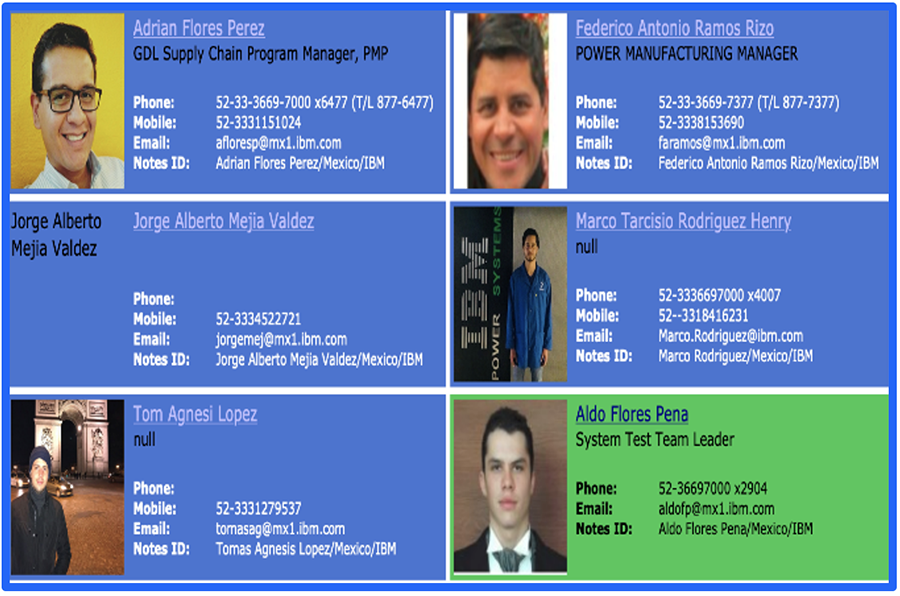 Adrian Flores Perez
GDL Supply Chain Program Manager, PMP
Phone: 52-33-3669-7000 x6477 (T/L 877-6477)
Mobile: 52-3331151024
Email: afloresp@mx1.ibm.com
Notes ID: Adrian Flores Perez/Mexico/IBM
Federico Antonio Ramos Rizo
POWER MANUFACTURING MANAGER
Phone: 52-33-3669-7377 (T/L 877-7377)
Mobile: 52-3338153690
Email: faramos@mx1.ibm.com
Notes ID: Federico Antonio Ramos Rizo/Mexico/IBM
Jorge Alberto
Mejia Valdez
Jorge Alberto Mejia Valdez
Phone:
Mobile: 52-3334522721
Email: jorgemej@mx1.ibm.com
Notes ID: Jorge Alberto Mejia Valdez/Mexico/IBM
IBM
POWER SYSTEMS
Marco Tarcisio Rodriguez Henry
null
Phone: 52-3336697000 x4007
Mobile: 52--3318416231
Email: Marco.Rodriguez@ibm.com
Notes ID: Marco Rodriguez/Mexico/IBM
Tom Agnesi Lopez
null
Phone:
Mobile: 52-3331279537
Email: tomasag@mx1.ibm.com
Notes ID: Tomas Agnesis Lopez/Mexico/IBM
Aldo Flores Pena
System Test Team Leader
Phone: 52-36697000 x2904
Email: aldofp@mx1.ibm.com
Notes ID: Aldo Flores Pena/Mexico/IBM